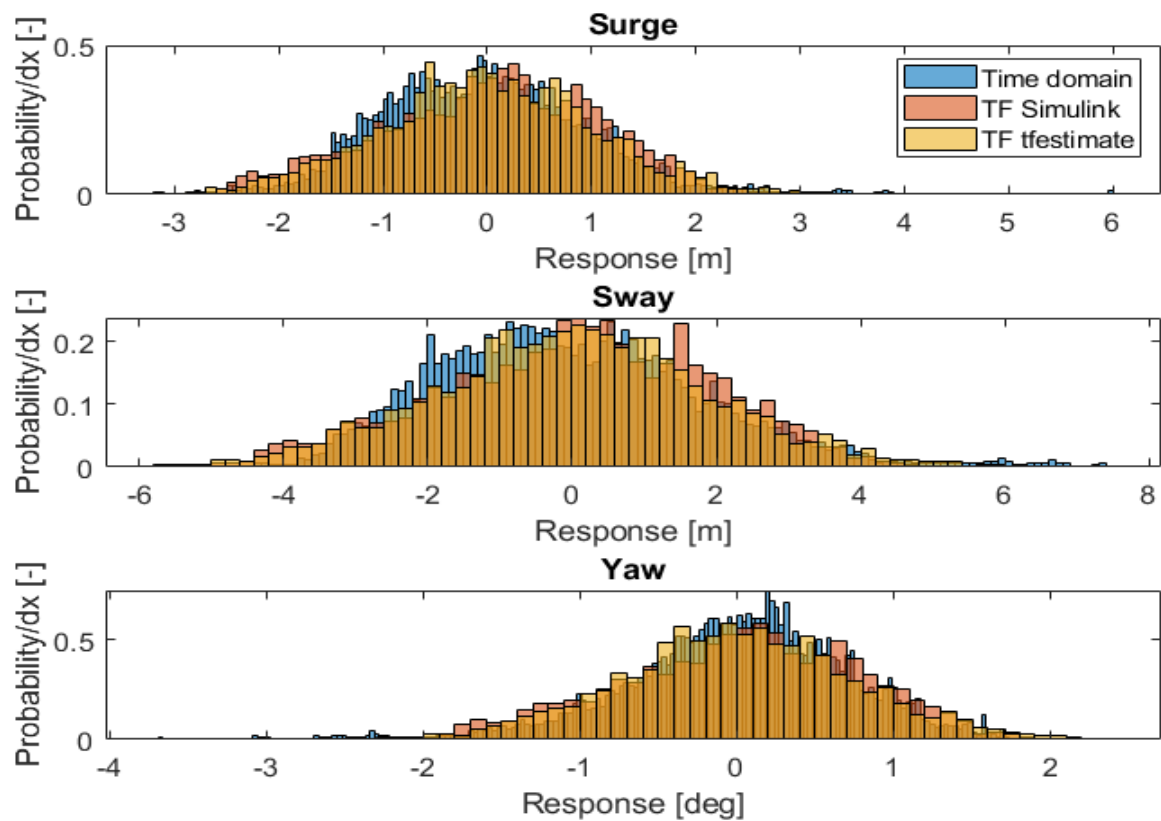 Surge
Probability/dx [-]
0.5
0
Time domain
TF Simulink
TF tfestimate
-3 -2 -1 0 1 2 3 4 5 6
Response [m]
Sway
Probability/dx [-]
0.2
0.1
0
-6 -4 -2 0 2 4 6 8
Response [m]
Yaw
Probability/dx [-]
0.5
0
-4 -3 -2 -1 0 1 2
Response [deg]